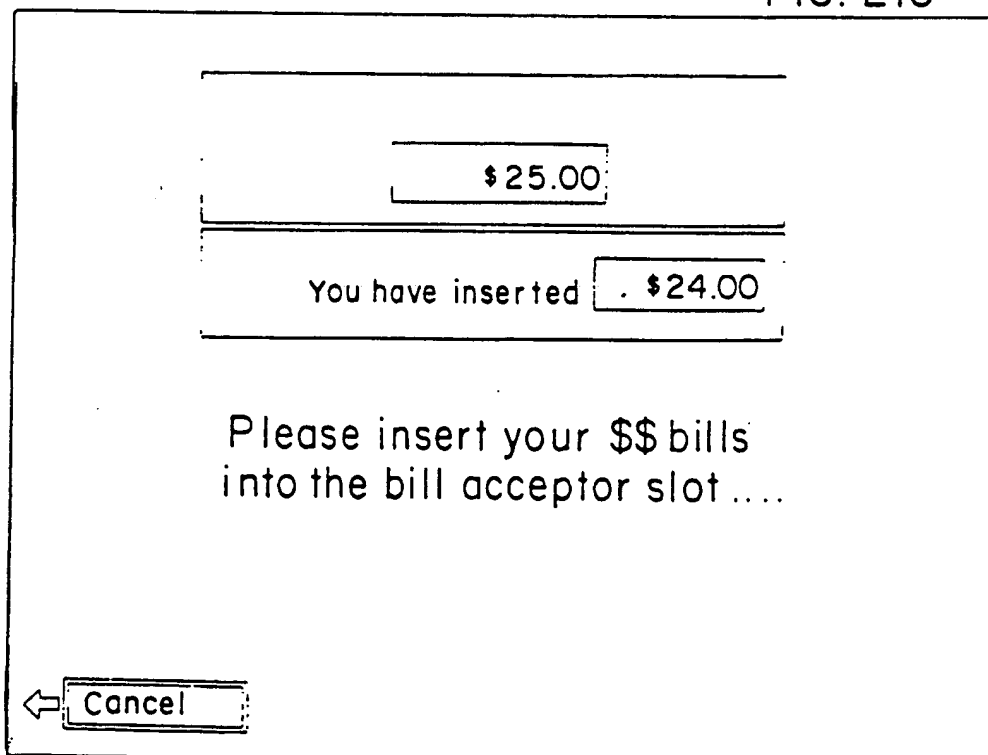 $25.00
You have inserted . $24.00
Please insert your $$ bills
into the bill acceptor slot ....
Cancel